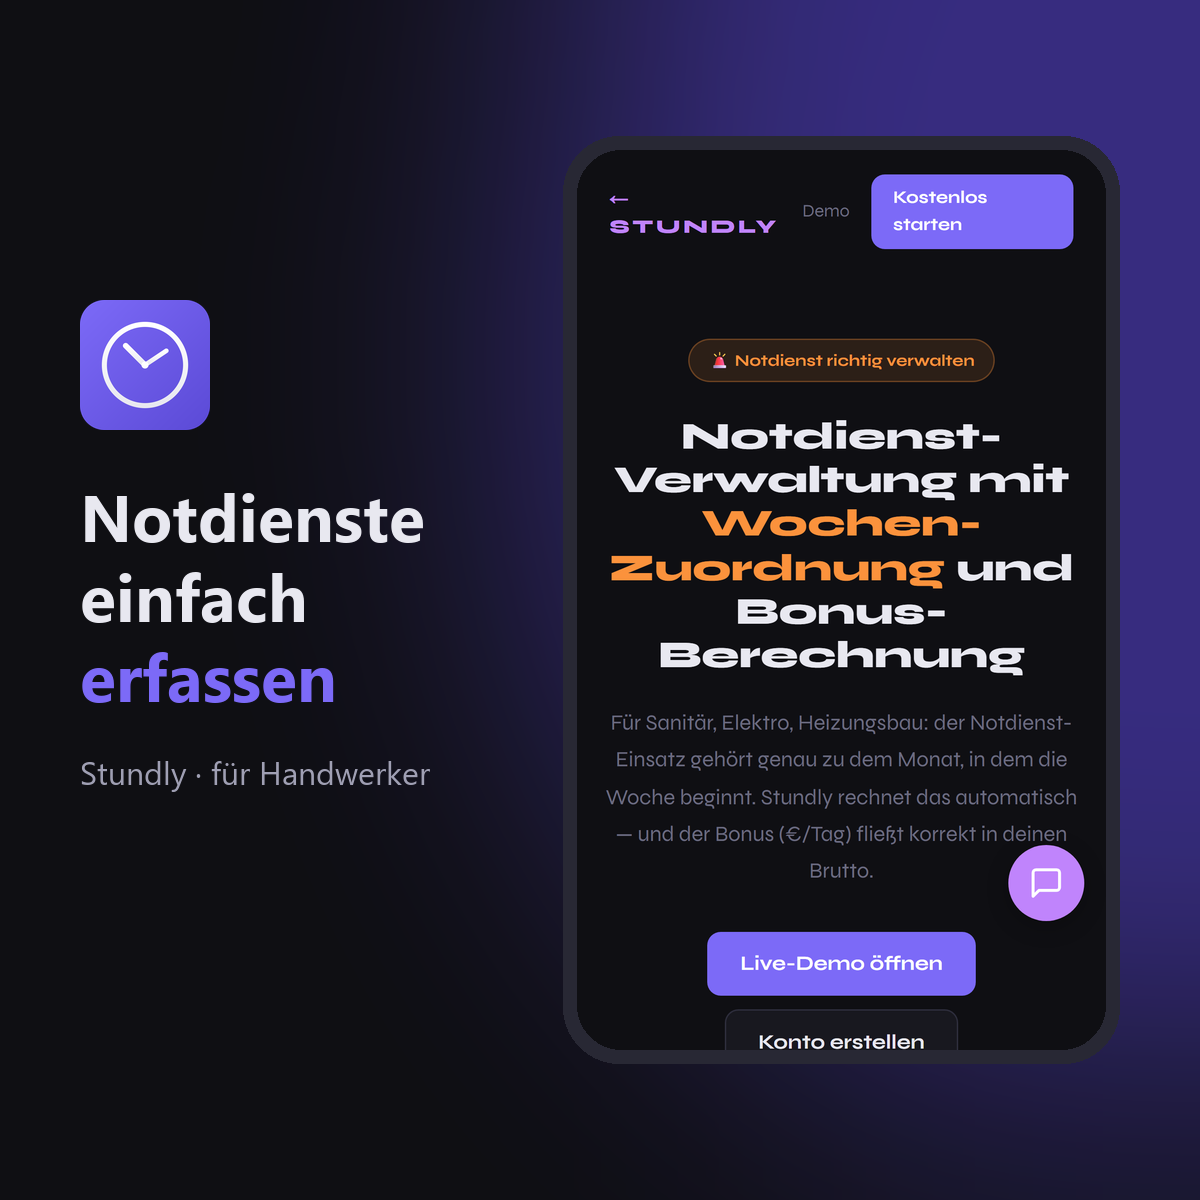 Notdienste
einfach
erfassen
Stundly · für Handwerker
← 
STUNDLY
Demo
Kostenlos
starten
🚨 Notdienst richtig verwalten
Notdienst-
Verwaltung mit
Wochen-
Zuordnung und
Bonus-
Berechnung
Für Sanitär, Elektro, Heizungsbau: der Notdienst-
Einsatz gehört genau zu dem Monat, in dem die
Woche beginnt. Stundly rechnet das automatisch
— und der Bonus (€/Tag) fließt korrekt in deinen
Brutto.
Live-Demo öffnen
Konto erstellen